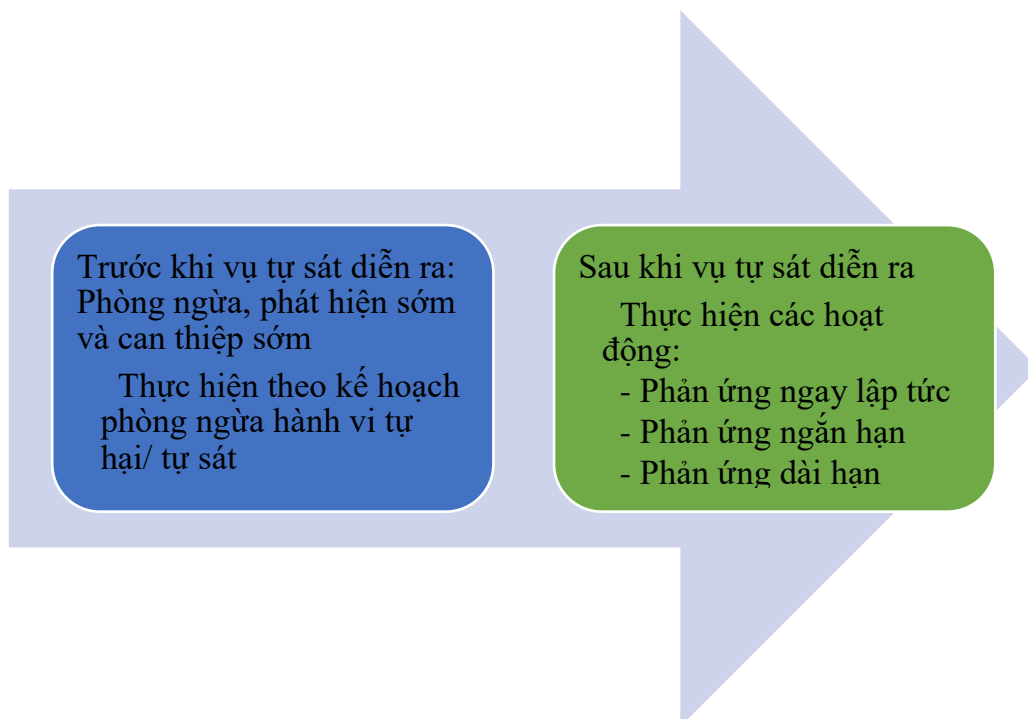 Trước khi vụ tự sát diễn ra:
Phòng ngừa, phát hiện sớm
và can thiệp sớm
Thực hiện theo kế hoạch
phòng ngừa hành vi tự
hại/ tự sát
Sau khi vụ tự sát diễn ra
Thực hiện các hoạt
động:
- Phản ứng ngay lập tức
- Phản ứng ngắn hạn
- Phản ứng dài hạn